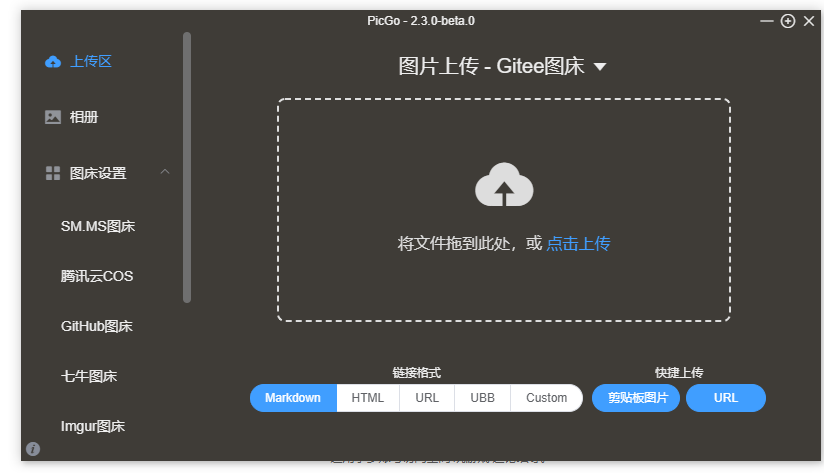 PicGo - 2.3.0-beta.0
上传区
相册
图床设置
SM.MS图床
腾讯云COS
GitHub图床
七牛图床
Imgur图床
图片上传 - Gitee图床
将文件拖到此处，或 点击上传
链接格式
Markdown HTML URL UBB Custom
快捷上传
剪贴板图片 URL